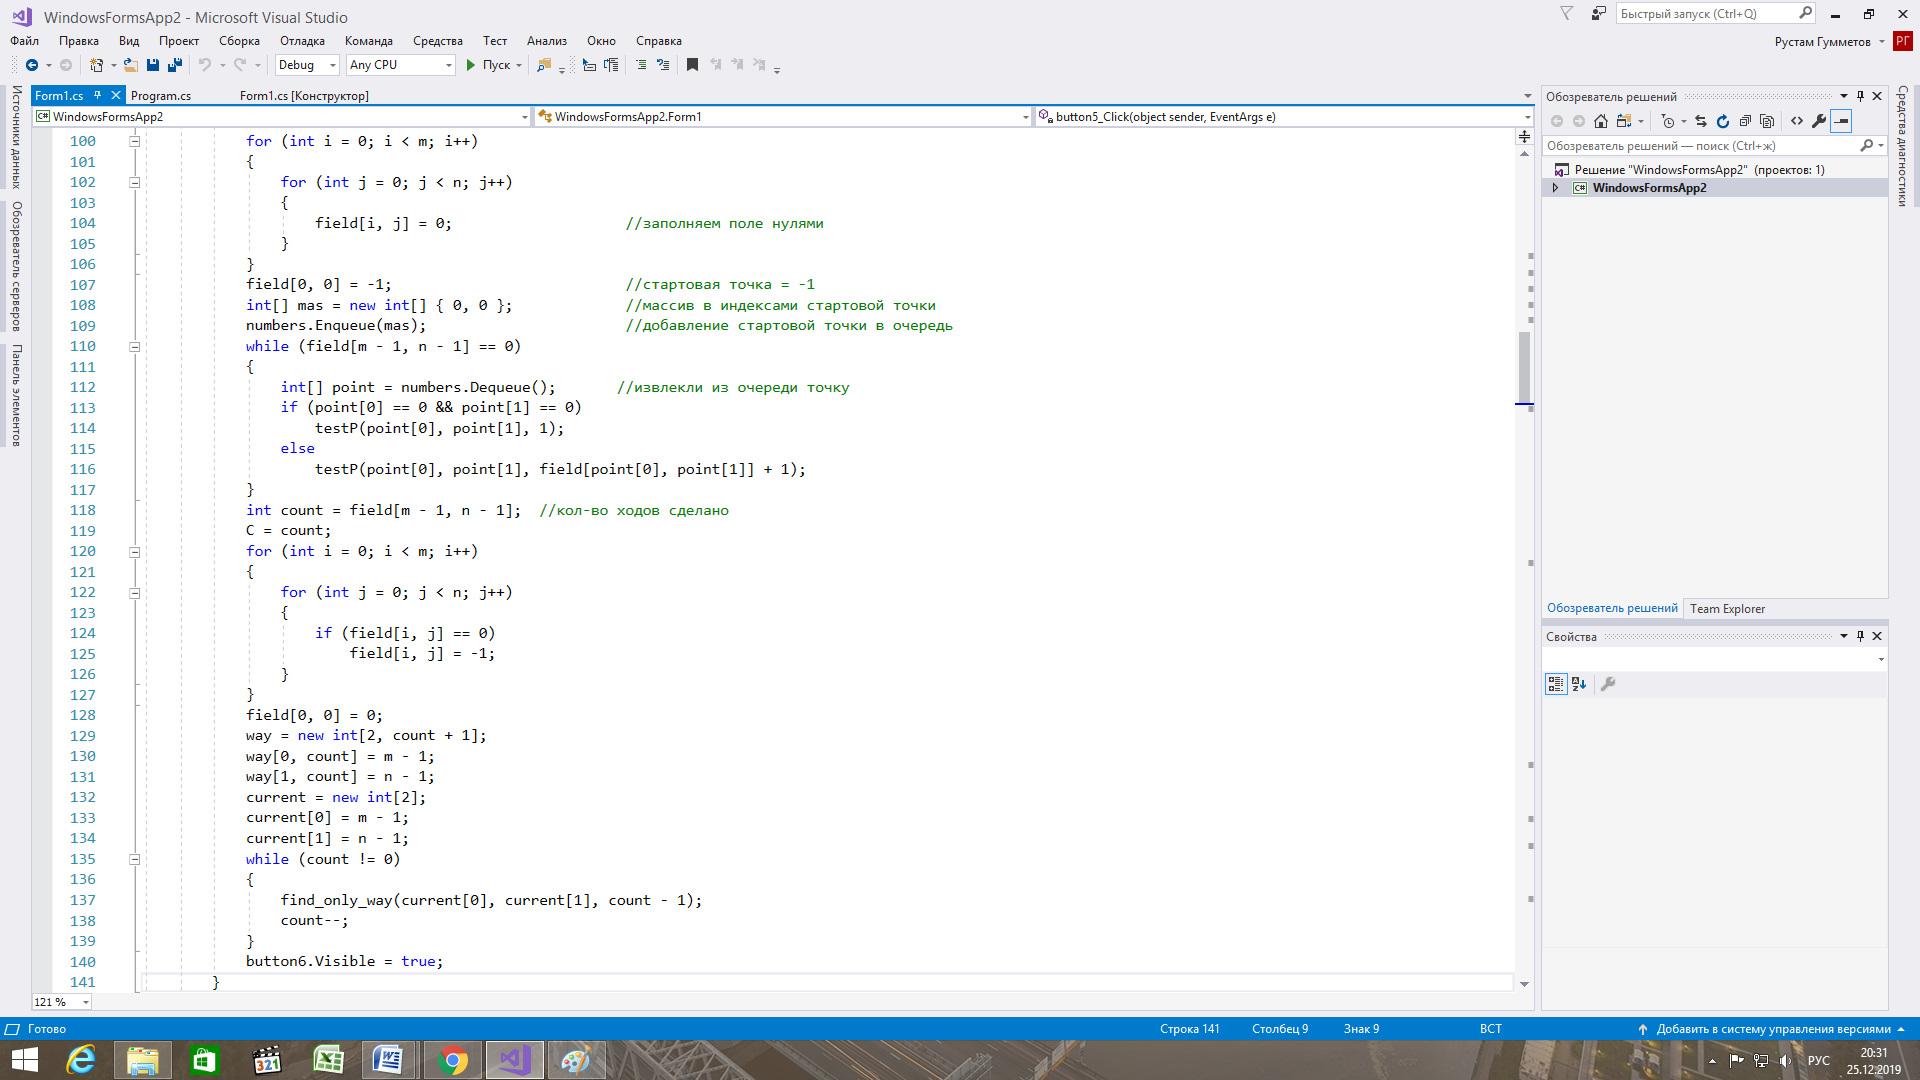 WindowsFormsApp2 - Microsoft Visual Studio
Быстрый запуск (Ctrl+Q)
Файл Правка Вид Проект Сборка Отладка Команда Средства Тест Анализ Окно Справка
Рустам Гумметов РГ
Debug Any CPU Пуск
Form1.cs Program.cs Form1.cs [Конструктор]
WindowsFormsApp2 WindowsFormsApp2.Form1 button5_Click(object sender, EventArgs e)
Источники данных
Обозреватель серверов
Панель элементов
100 for (int i = 0; i < m; i++)
101 {
102 for (int j = 0; j < n; j++)
103 {
104 field[i, j] = 0; //заполняем поле нулями
105 }
106 }
107 field[0, 0] = -1; //стартовая точка = -1
108 int[] mas = new int[] { 0, 0 }; //массив в индексами стартовой точки
109 numbers.Enqueue(mas); //добавление стартовой точки в очередь
110 while (field[m - 1, n - 1] == 0)
111 {
112 int[] point = numbers.Dequeue(); //извлекли из очереди точку
113 if (point[0] == 0 && point[1] == 0)
114 testP(point[0], point[1], 1);
115 else
116 testP(point[0], point[1], field[point[0], point[1]] + 1);
117 }
118 int count = field[m - 1, n - 1]; //кол-во ходов сделано
119 C = count;
120 for (int i = 0; i < m; i++)
121 {
122 for (int j = 0; j < n; j++)
123 {
124 if (field[i, j] == 0)
125 field[i, j] = -1;
126 }
127 }
128 field[0, 0] = 0;
129 way = new int[2, count + 1];
130 way[0, count] = m - 1;
131 way[1, count] = n - 1;
132 current = new int[2];
133 current[0] = m - 1;
134 current[1] = n - 1;
135 while (count != 0)
136 {
137 find_only_way(current[0], current[1], count - 1);
138 count--;
139 }
140 button6.Visible = true;
141 }
121 %
Обозреватель решений
Обозреватель решений — поиск (Ctrl+ж)
Решение "WindowsFormsApp2" (проектов: 1)
C# WindowsFormsApp2
Обозреватель решений Team Explorer
Свойства
Средства диагностики
Готово Строка 141 Столбец 9 Знак 9 ВСТ Добавить в систему управления версиями
321
РУС
20:31
25.12.2019